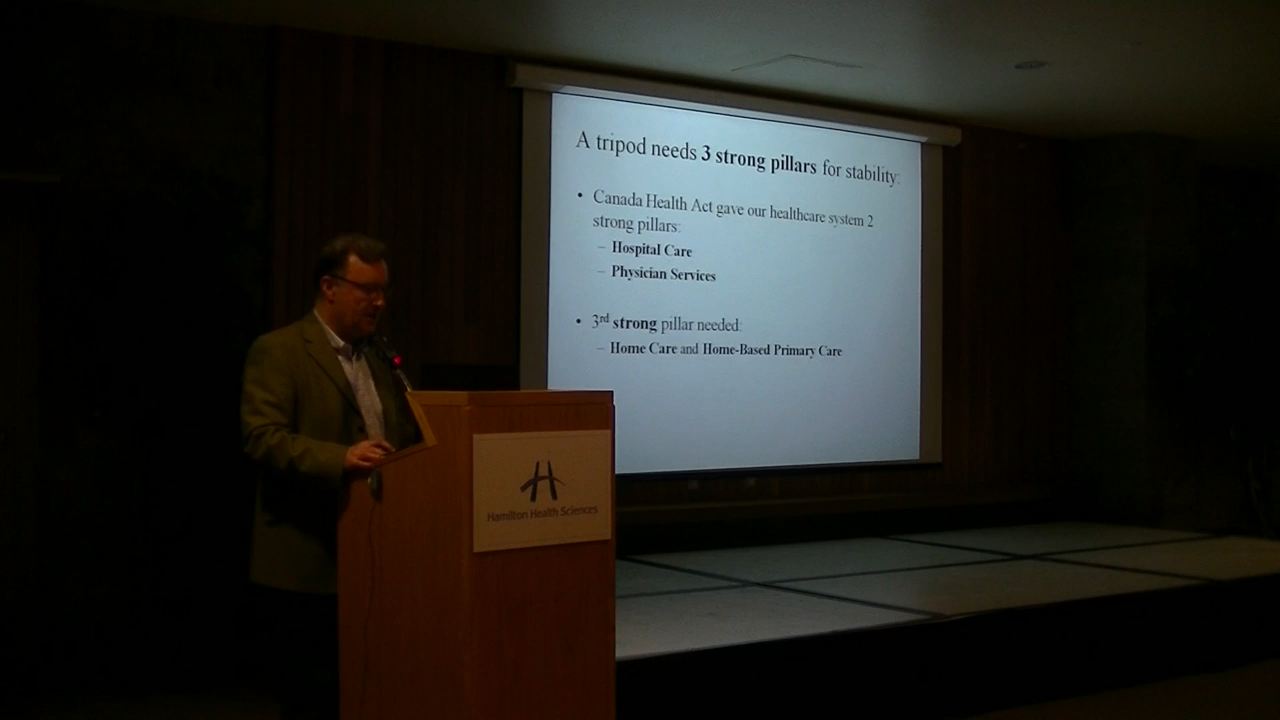 A tripod needs 3 strong pillars for stability:
• Canada Health Act gave our healthcare system 2
strong pillars:
– Hospital Care
– Physician Services
• 3rd strong pillar needed:
– Home Care and Home-Based Primary Care
Hamilton Health Sciences